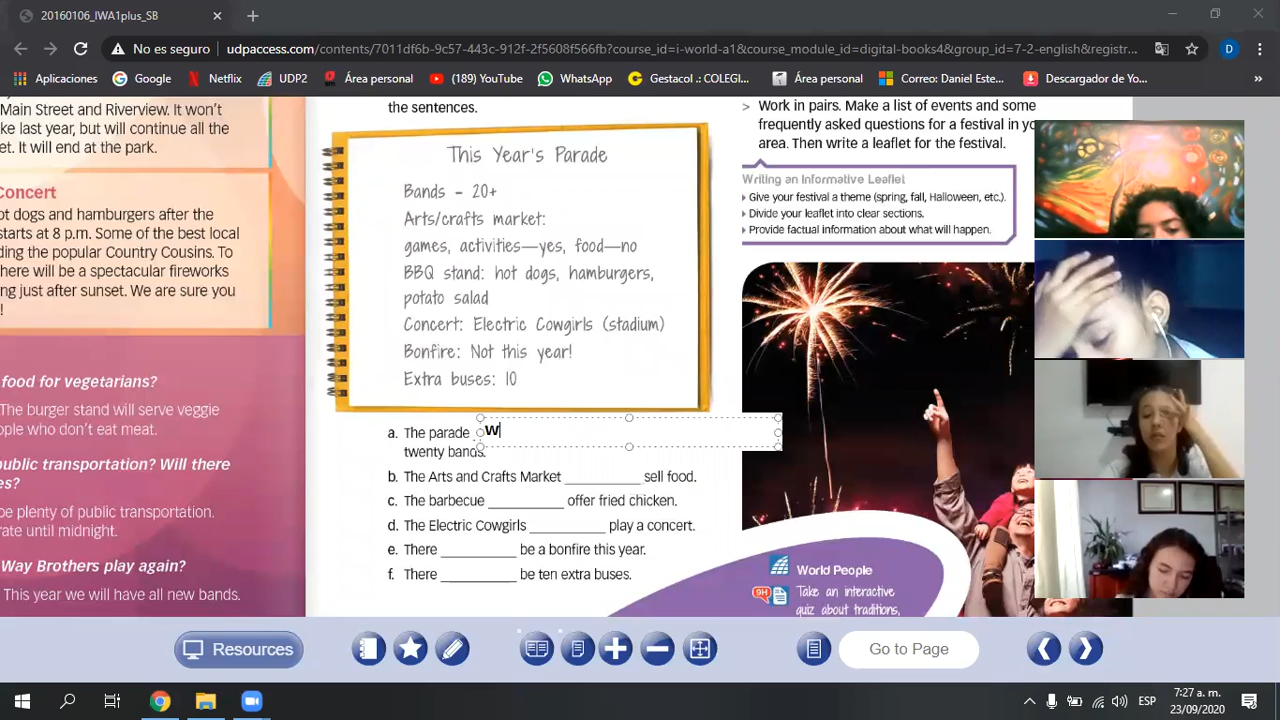 20160106_IWA1plus_SB
No es seguro
udpaccess.com/contents/7011df6b-9c57-443c-912f-2f5608f566fb?course_id=i-world-a1&course_module_id=digital-books4&group_id=7-2-english&registr...
D
Aplicaciones
Google
Netflix
UDP2
Área personal
(189) YouTube
WhatsApp
Gestacol .: COLEGI...
Área personal
Correo: Daniel Este...
Descargador de Yo...
»
Main Street and Riverview. It won't
ke last year, but will continue all the
et. It will end at the park.
Concert
ot dogs and hamburgers after the
starts at 8 p.m. Some of the best local
ding the popular Country Cousins. To
here will be a spectacular fireworks
ng just after sunset. We are sure you
!
food for vegetarians?
The burger stand will serve veggie
ople who don't eat meat.
public transportation? Will there
es?
be plenty of public transportation.
rate until midnight.
Way Brothers play again?
This year we will have all new bands.
the sentences.
This Year's Parade
Bands - 20+
Arts/crafts market:
games, activities—yes, food—no
BBQ stand: hot dogs, hamburgers,
potato salad
Concert: Electric Cowgirls (stadium)
Bonfire: Not this year!
Extra buses: 10
a. The parade W
twenty bands.
b. The Arts and Crafts Market __________ sell food.
c. The barbecue __________ offer fried chicken.
d. The Electric Cowgirls __________ play a concert.
e. There __________ be a bonfire this year.
f. There __________ be ten extra buses.
> Work in pairs. Make a list of events and some
frequently asked questions for a festival in yo
area. Then write a leaflet for the festival.
Writing an Informative Leaflet
Give your festival a theme (spring, fall, Halloween, etc.).
Divide your leaflet into clear sections.
Provide factual information about what will happen.
World People
9H
Take an interactive
quiz about traditions,
Resources
Go to Page
ESP
7:27 a. m.
23/09/2020